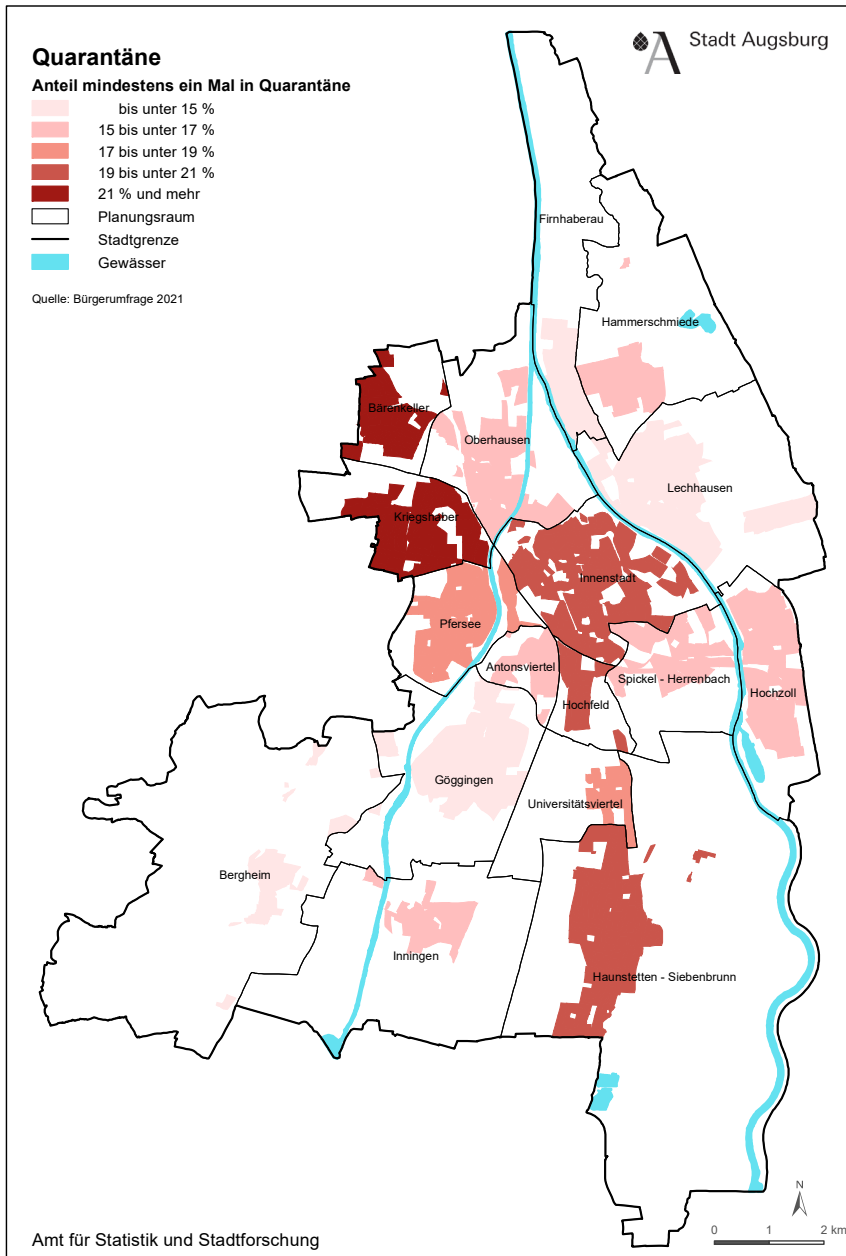 Quarantäne
Anteil mindestens ein Mal in Quarantäne
bis unter 15 %
15 bis unter 17 %
17 bis unter 19 %
19 bis unter 21 %
21 % und mehr
Planungsraum
Stadtgrenze
Gewässer
Quelle: Bürgerumfrage 2021
A Stadt Augsburg
Firnhaberau
Hammerschmiede
Bärenkeller
Oberhausen
Lechhausen
Kriegshaber
Innenstadt
Pfersee
Antonsviertel
Spickel - Herrenbach
Hochzoll
Hochfeld
Göggingen
Universitätsviertel
Bergheim
Inningen
Haunstetten - Siebenbrunn
N
0 1 2 km
Amt für Statistik und Stadtforschung